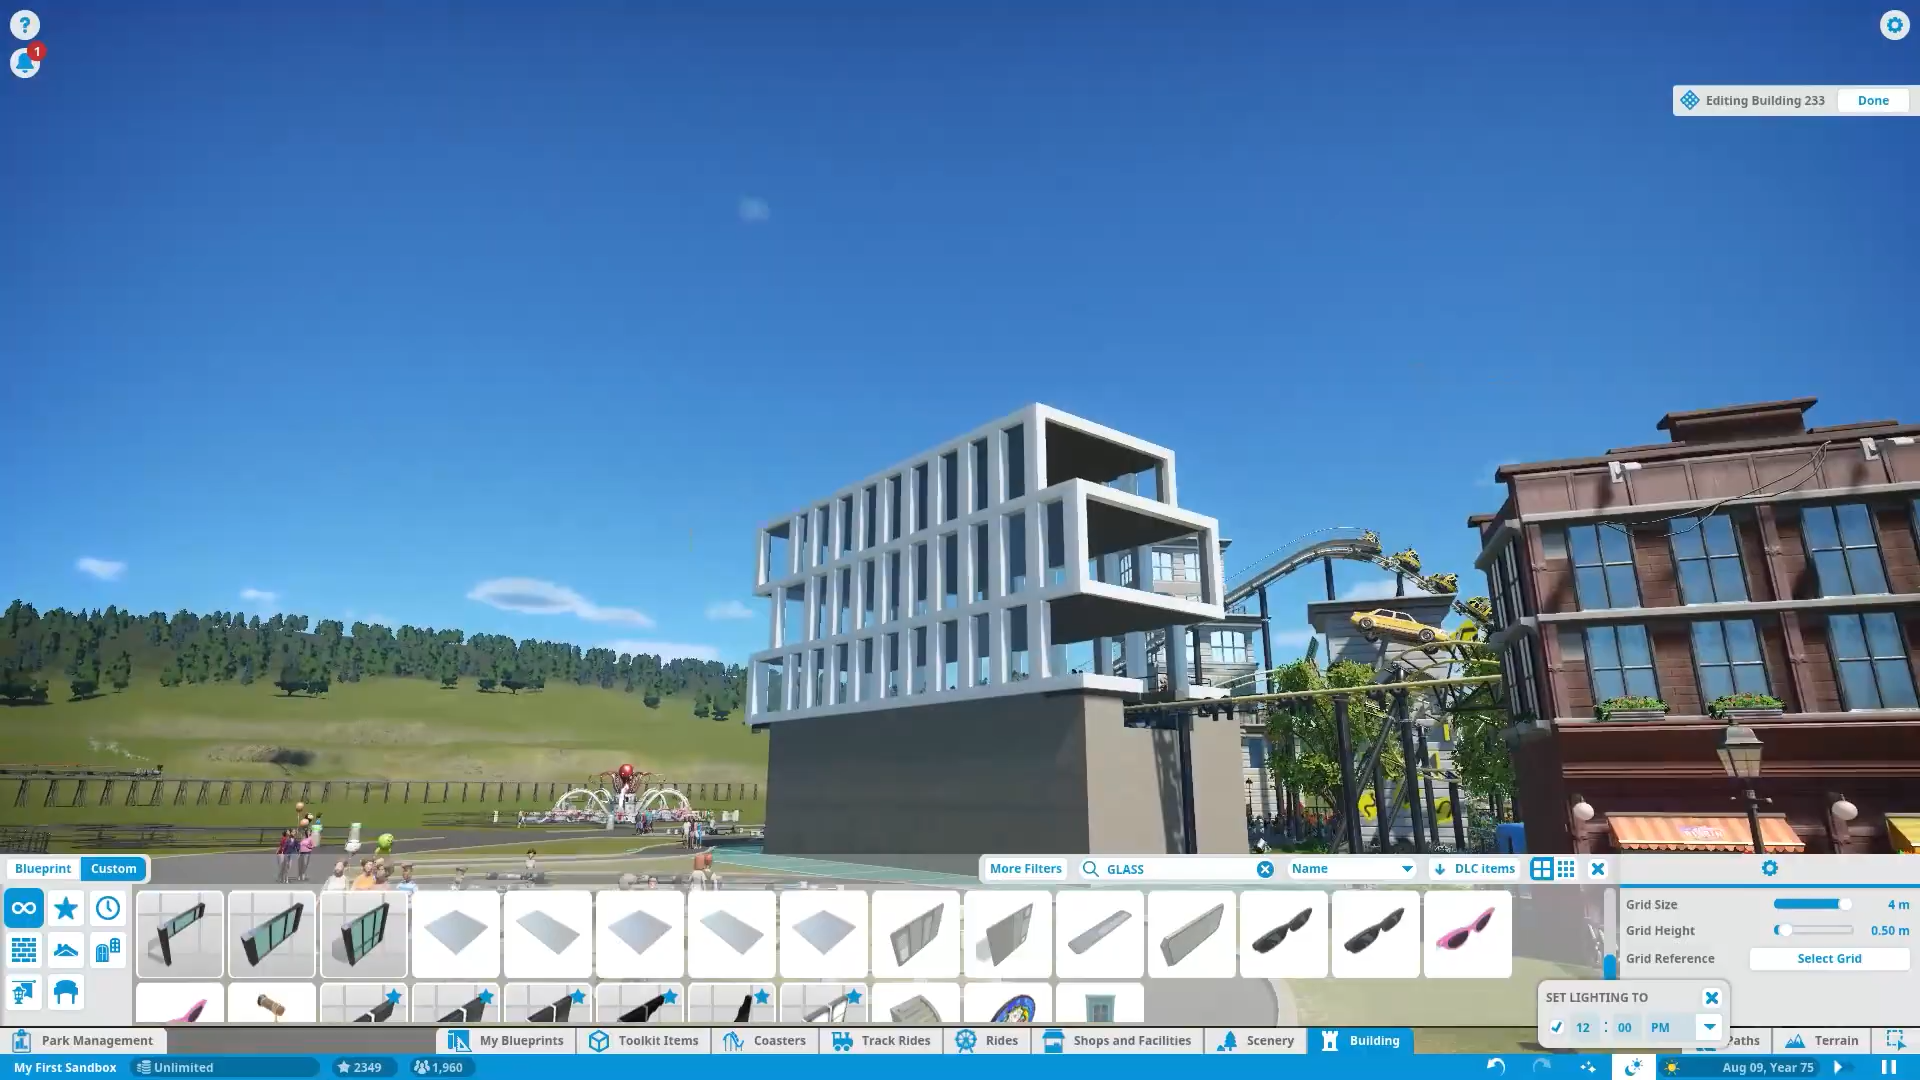 ?
1
Editing Building 233
Done
Blueprint
Custom
More Filters
GLASS
Name
DLC items
Grid Size
4 m
Grid Height
0.50 m
Grid Reference
Select Grid
SET LIGHTING TO
12 : 00 PM
Park Management
My Blueprints
Toolkit Items
Coasters
Track Rides
Rides
Shops and Facilities
Scenery
Building
Paths
Terrain
My First Sandbox
Unlimited
2349
1,960
Aug 09, Year 75